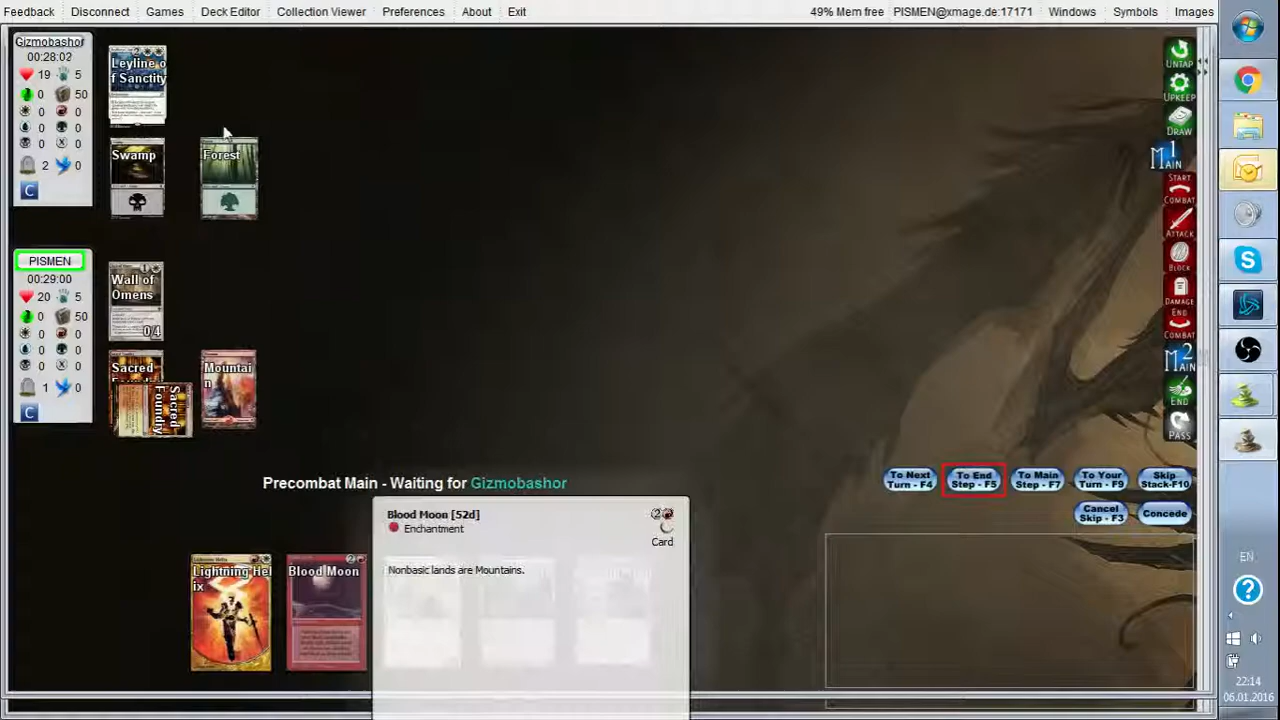 Feedback Disconnect Games Deck Editor Collection Viewer Preferences About Exit 49% Mem free PISMEN@xmage.de:17171 Windows Symbols Images
Gizmobashor
00:28:02
19 5
0 50
0 0
0 0
0 0
2 0
C
Leyline o
f Sanctity
Swamp
Forest
PISMEN
00:29:00
20 5
0 50
0 0
0 0
0 0
1 0
C
Wall of
Omens
0/4
Sacred
Sacred
Foundry
Mountai
n
UNTAP
UPKEEP
DRAW
M1
MAIN
START
COMBAT
ATTACK
BLOCK
DAMAGE
END
COMBAT
M2
MAIN
END
PASS
Precombat Main - Waiting for Gizmobashor
To Next
Turn - F4
To End
Step - F5
To Main
Step - F7
To Your
Turn - F9
Skip
Stack-F10
Cancel
Skip - F3
Concede
Lightning Hel
ix
Blood Moon
Blood Moon [52d]
2
Enchantment
Card
Nonbasic lands are Mountains.
EN
22:14
06.01.2016